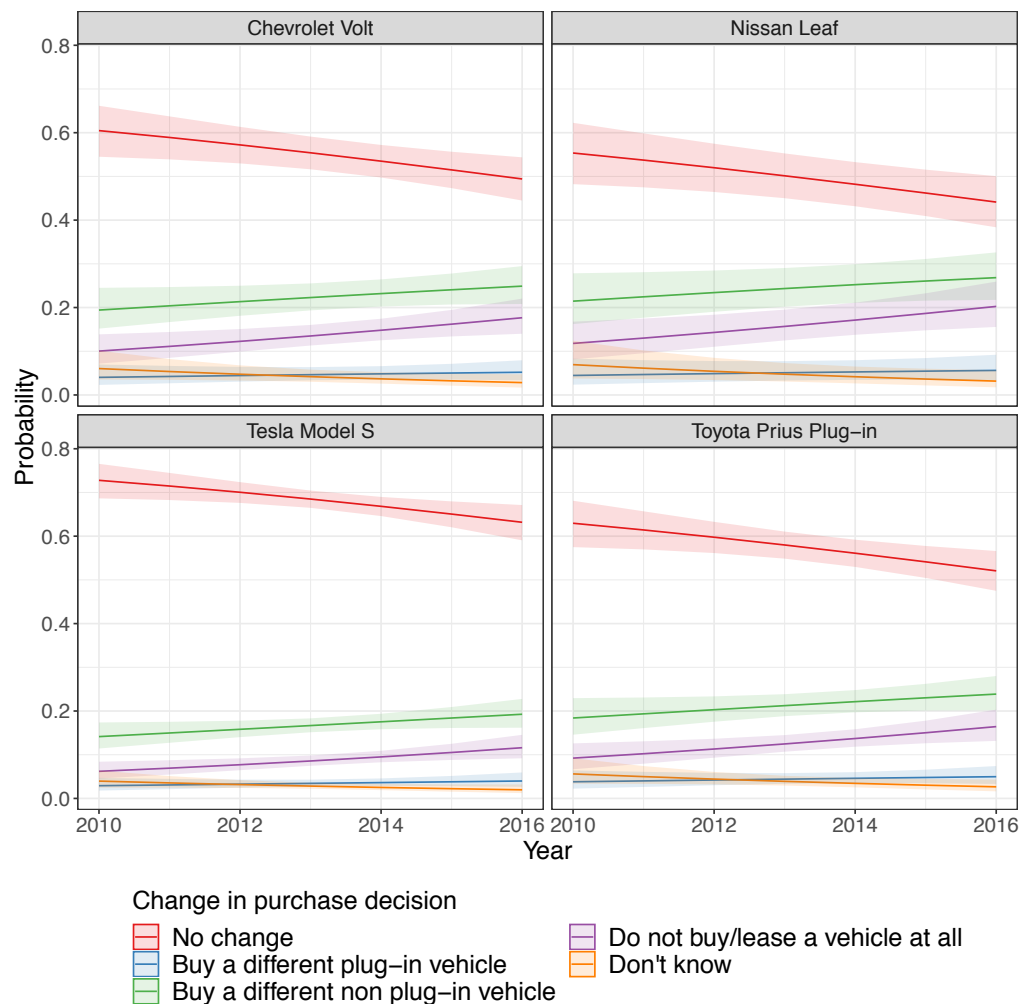 Chevrolet Volt
Nissan Leaf
0.8
0.6
0.4
0.2
0.0
Tesla Model S
Toyota Prius Plug−in
0.8
0.6
0.4
0.2
0.0
Probability
2010
2012
2014
2016
2010
2012
2014
2016
Year
Change in purchase decision
No change
Buy a different plug−in vehicle
Buy a different non plug−in vehicle
Do not buy/lease a vehicle at all
Don't know